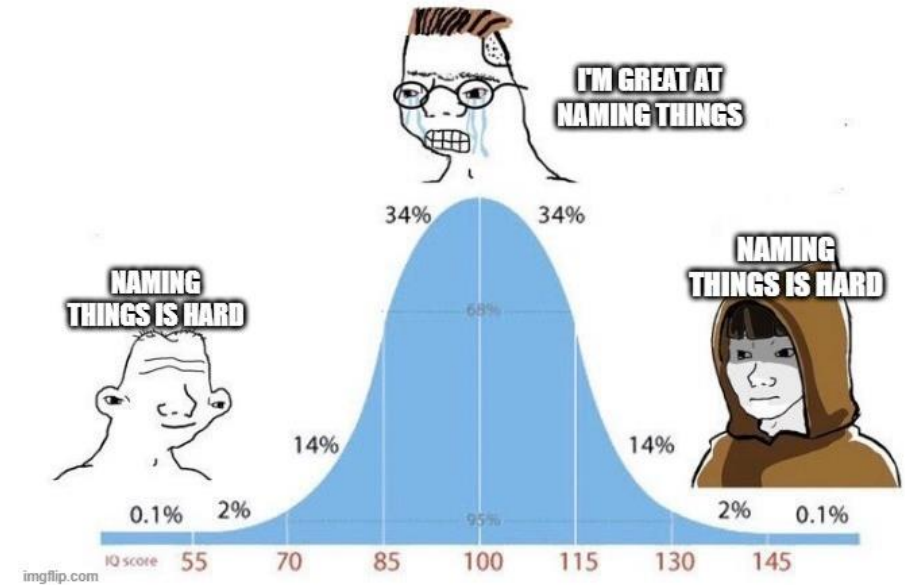 I'M GREAT AT
NAMING THINGS
34% 34%
NAMING
THINGS IS HARD
NAMING
THINGS IS HARD
68%
14% 14%
0.1% 2% 2% 0.1%
95%
IQ score 55 70 85 100 115 130 145
imgflip.com